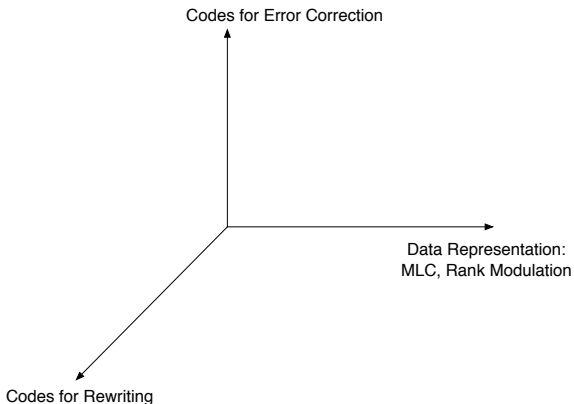 Codes for Error Correction
Data Representation:
MLC, Rank Modulation
Codes for Rewriting